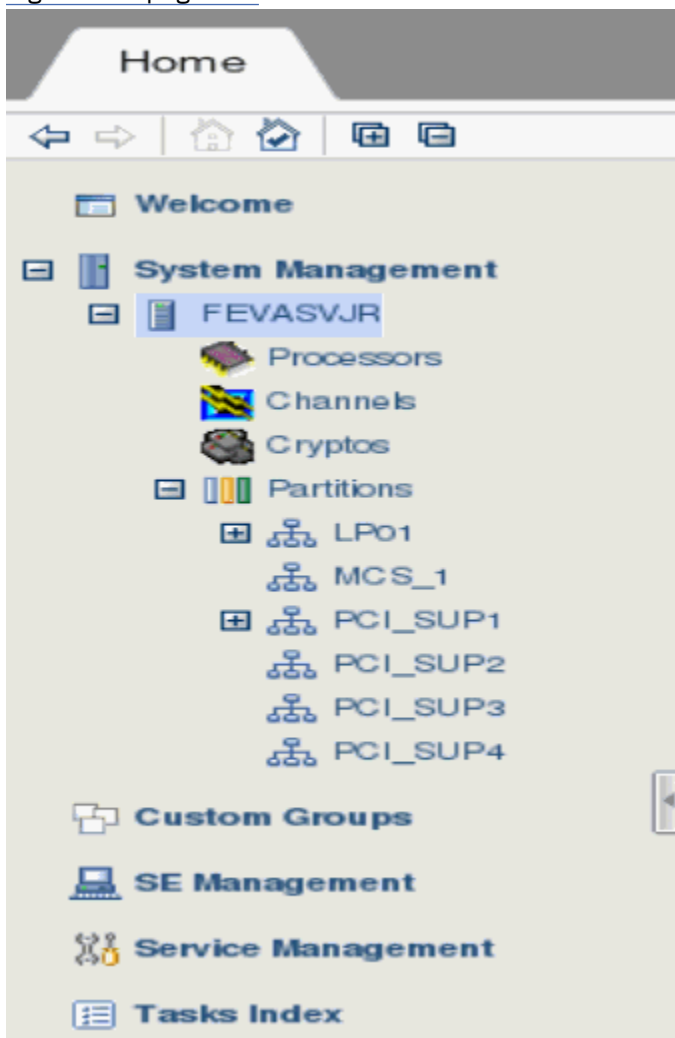 Home
Welcome
System Management
FEVASVJR
Processors
Channels
Cryptos
Partitions
LP01
MCS_1
PCI_SUP1
PCI_SUP2
PCI_SUP3
PCI_SUP4
Custom Groups
SE Management
Service Management
Tasks Index